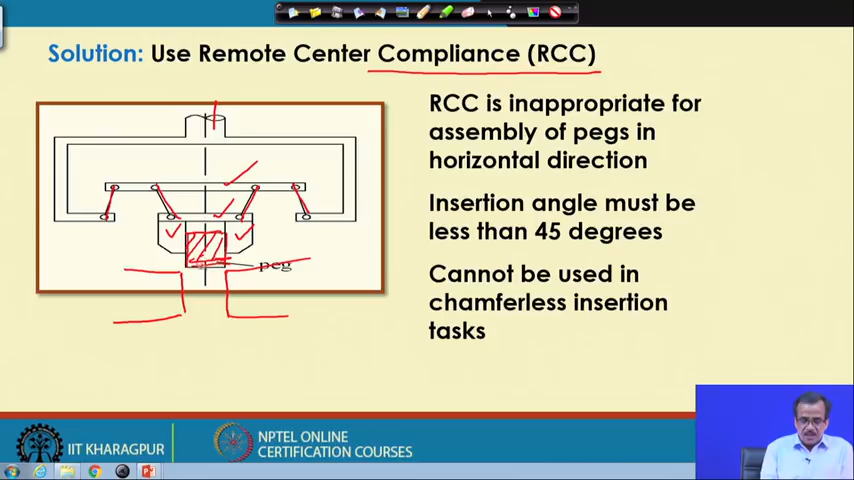 Solution: Use Remote Center Compliance (RCC)
RCC is inappropriate for
assembly of pegs in
horizontal direction
Insertion angle must be
less than 45 degrees
Cannot be used in
chamferless insertion
tasks
peg
IIT KHARAGPUR
NPTEL ONLINE
CERTIFICATION COURSES